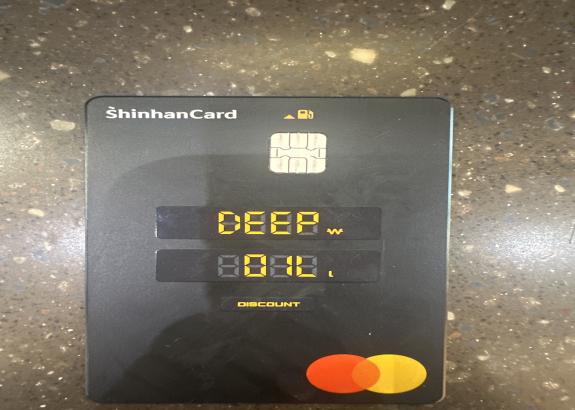 ShinhanCard
DEEP W
OIL L
DISCOUNT